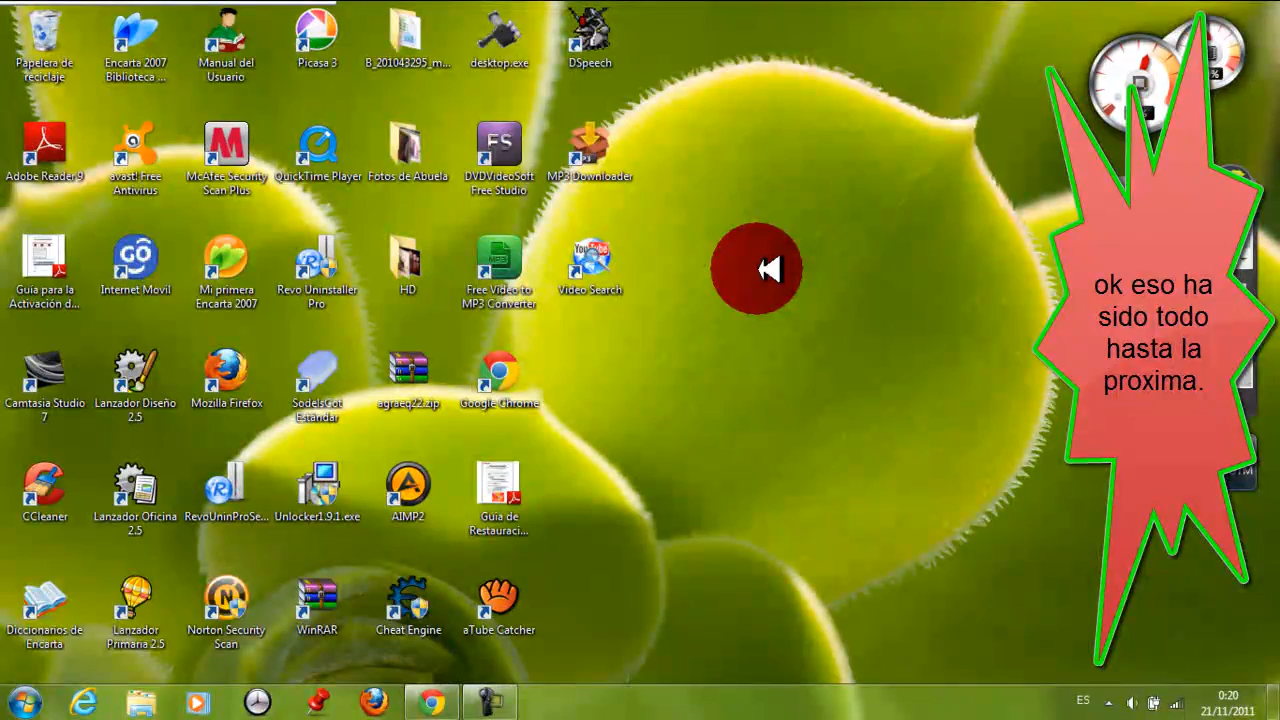 Papelera de
reciclaje
Encarta 2007
Biblioteca ...
Manual del
Usuario
Picasa 3
B_201043295_m...
desktop.exe
DSpeech
Adobe Reader 9
avast! Free
Antivirus
McAfee Security
Scan Plus
QuickTime Player
Fotos de Abuela
FS
DVDVideoSoft
Free Studio
MP3 Downloader
Guía para la
Activación d...
GO
Internet Movil
Mi primera
Encarta 2007
Revo Uninstaller
Pro
HD
MP3
Free Video to
MP3 Converter
YouTube
Video Search
Camtasia Studio
7
Lanzador Diseño
2.5
Mozilla Firefox
SodelsCot
Estándar
agraeq22.zip
Google Chrome
CCleaner
Lanzador Oficina
2.5
RevoUninProSe...
Unlocker1.9.1.exe
AIMP2
Guia de
Restauraci...
Diccionarios de
Encarta
Lanzador
Primaria 2.5
Norton Security
Scan
WinRAR
Cheat Engine
aTube Catcher
ok eso ha
sido todo
hasta la
proxima.
ES
0:20
21/11/2011